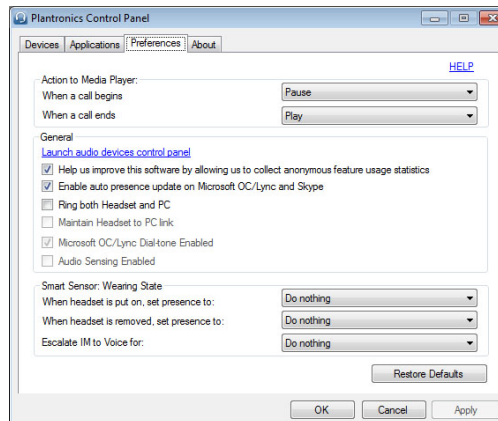 Plantronics Control Panel
Devices Applications Preferences About
HELP
Action to Media Player:
When a call begins Pause
When a call ends Play
General
Launch audio devices control panel
Help us improve this software by allowing us to collect anonymous feature usage statistics
Enable auto presence update on Microsoft OC/Lync and Skype
Ring both Headset and PC
Maintain Headset to PC link
Microsoft OC/Lync Dial-tone Enabled
Audio Sensing Enabled
Smart Sensor: Wearing State
When headset is put on, set presence to: Do nothing
When headset is removed, set presence to: Do nothing
Escalate IM to Voice for: Do nothing
Restore Defaults
OK Cancel Apply